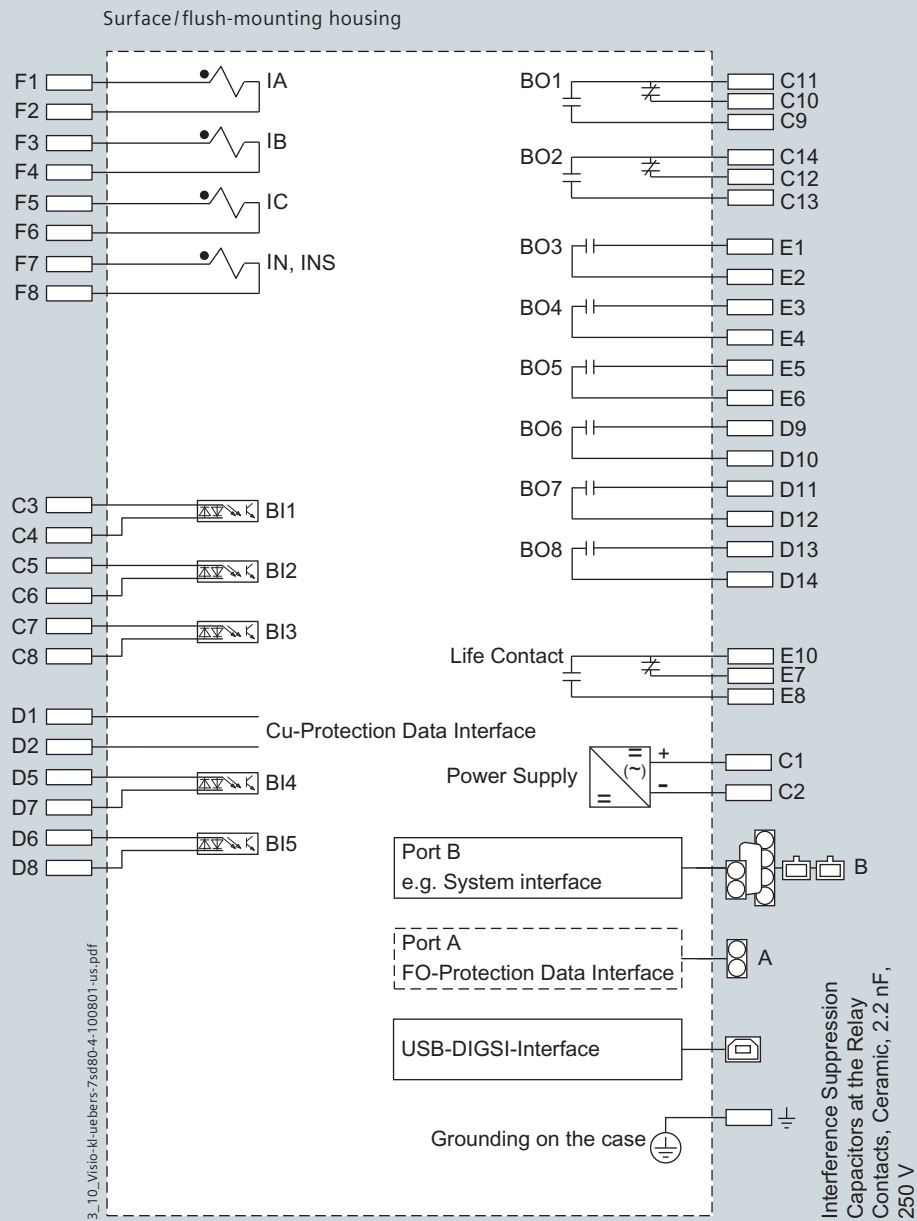 Surface/flush-mounting housing
F1
IA
F2
F3
IB
F4
F5
IC
F6
F7
IN, INS
F8
C3
BI1
C4
C5
BI2
C6
C7
BI3
C8
D1
Cu-Protection Data Interface
D2
D5
BI4
D7
D6
BI5
D8
BO1
C11
C10
C9
BO2
C14
C12
C13
BO3
E1
E2
BO4
E3
E4
BO5
E5
E6
BO6
D9
D10
BO7
D11
D12
BO8
D13
D14
Life Contact
E10
E7
E8
Power Supply
=
(~)
=
+
-
C1
C2
Port B
e.g. System interface
B
Port A
FO-Protection Data Interface
A
USB-DIGSI-Interface
Grounding on the case
3_10_Visio-kl-uebers-7sd80-4-100801-us.pdf
Interference Suppression
Capacitors at the Relay
Contacts, Ceramic, 2.2 nF,
250 V